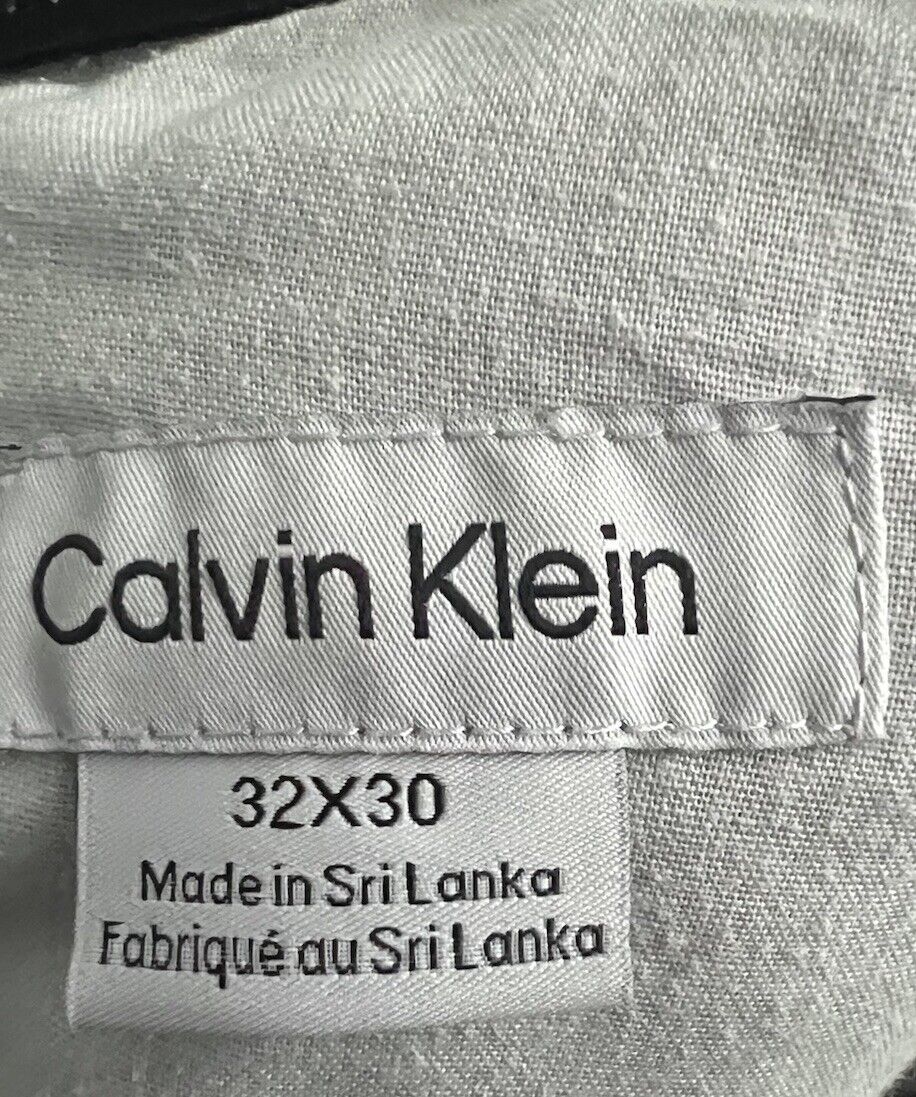 Calvin Klein
32X30
Made in Sri Lanka
Fabriqué au Sri Lanka